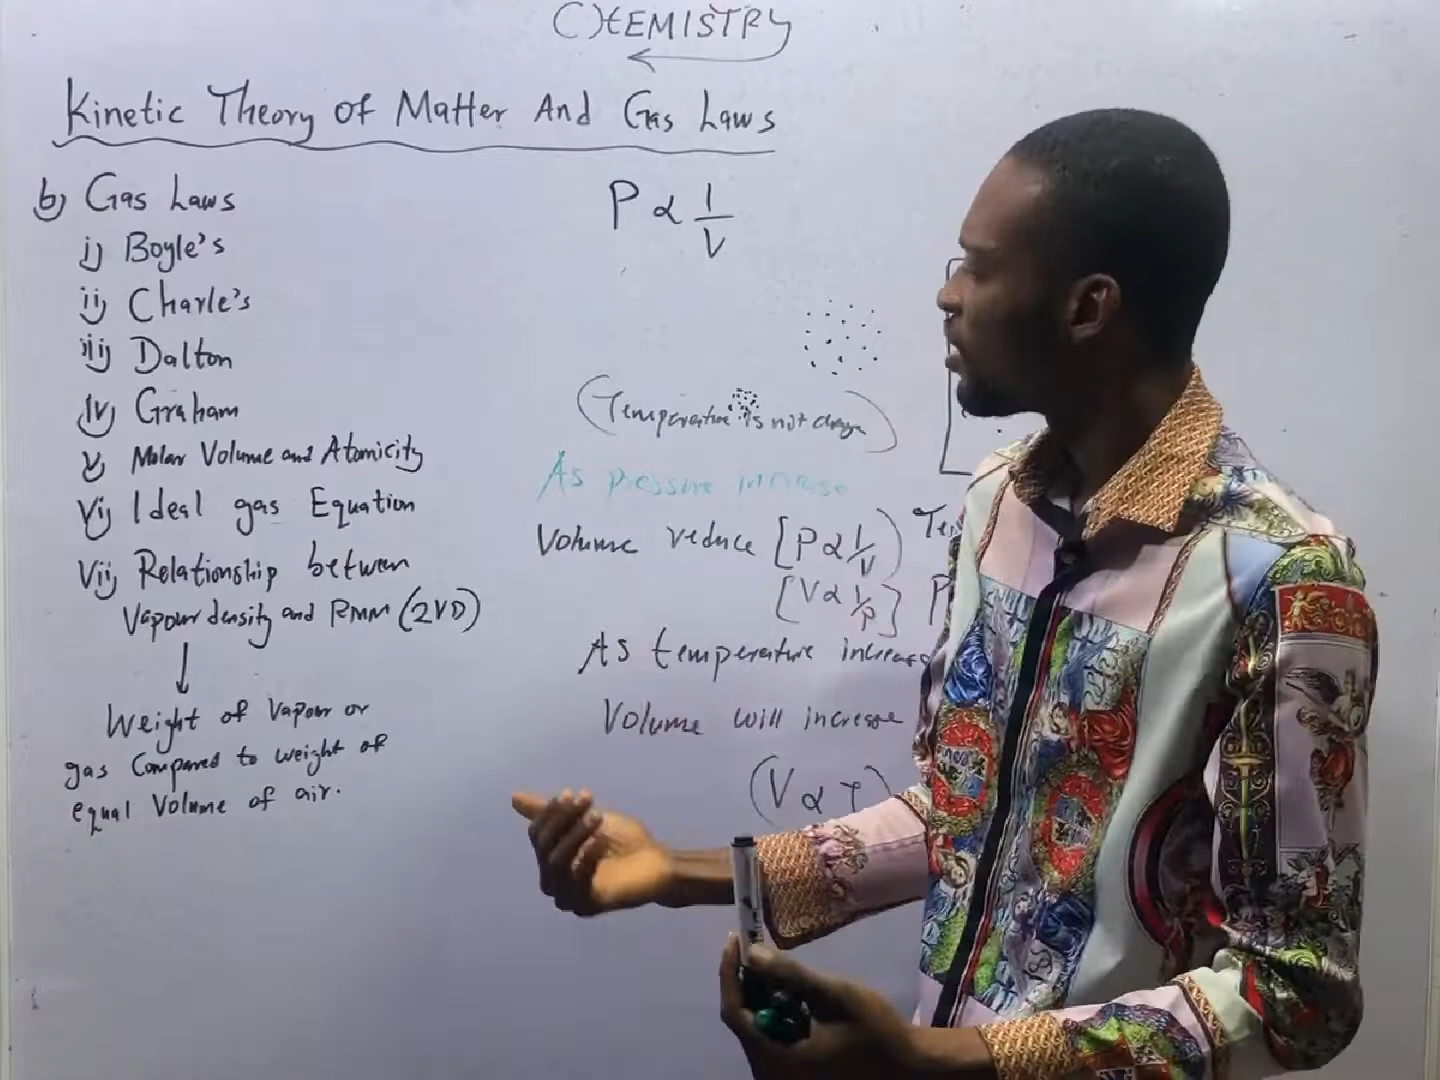 CHEMISTRY
Kinetic Theory of Matter And Gas Laws
b) Gas Laws
i) Boyle's
ii) Charle's
iii) Dalton
iv) Graham
v) Molar Volume and Atomicity
vi) Ideal gas Equation
vii) Relationship between
Vapour density and RMM (2VD)
Weight of Vapour or
gas Compared to weight of
equal Volume of air.
P ∝ 1/V
(Temperature is not change)
As pressure increase
Volume reduce [P ∝ 1/V)
[V ∝ 1/P]
As temperature increase
Volume will increase
(V ∝ T)